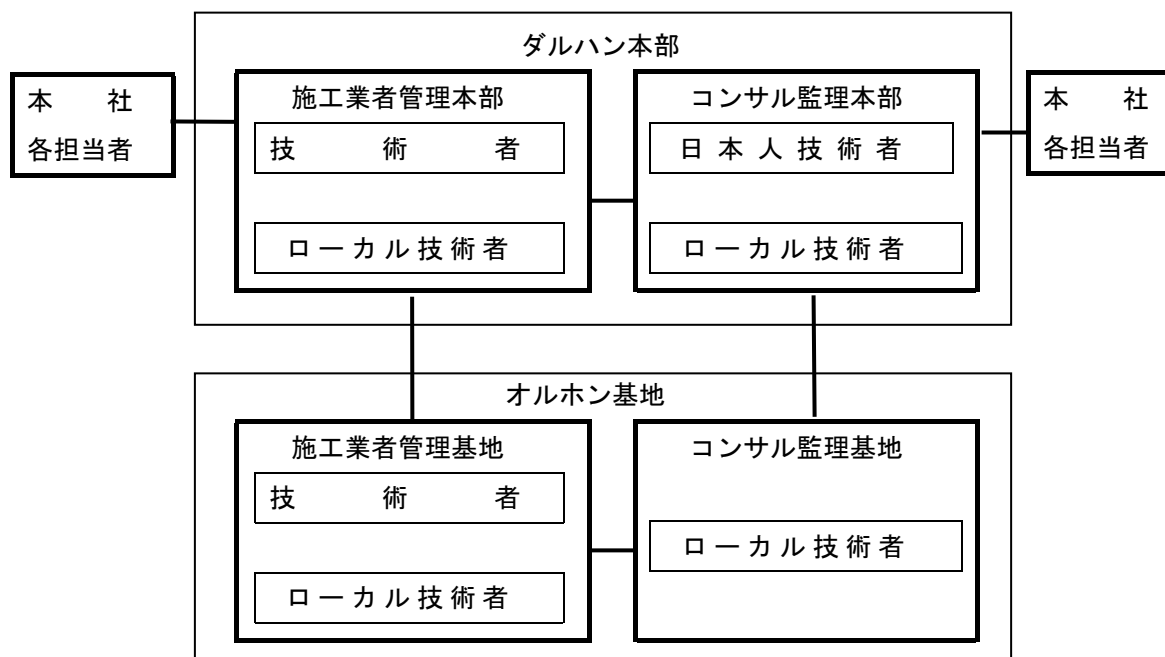 ダルハン本部
本　　社
各担当者
施工業者管理本部
技　　術　　者
ローカル技術者
コンサル監理本部
日本人技術者
ローカル技術者
本　　社
各担当者
オルホン基地
施工業者管理基地
技　　術　　者
ローカル技術者
コンサル監理基地
ローカル技術者